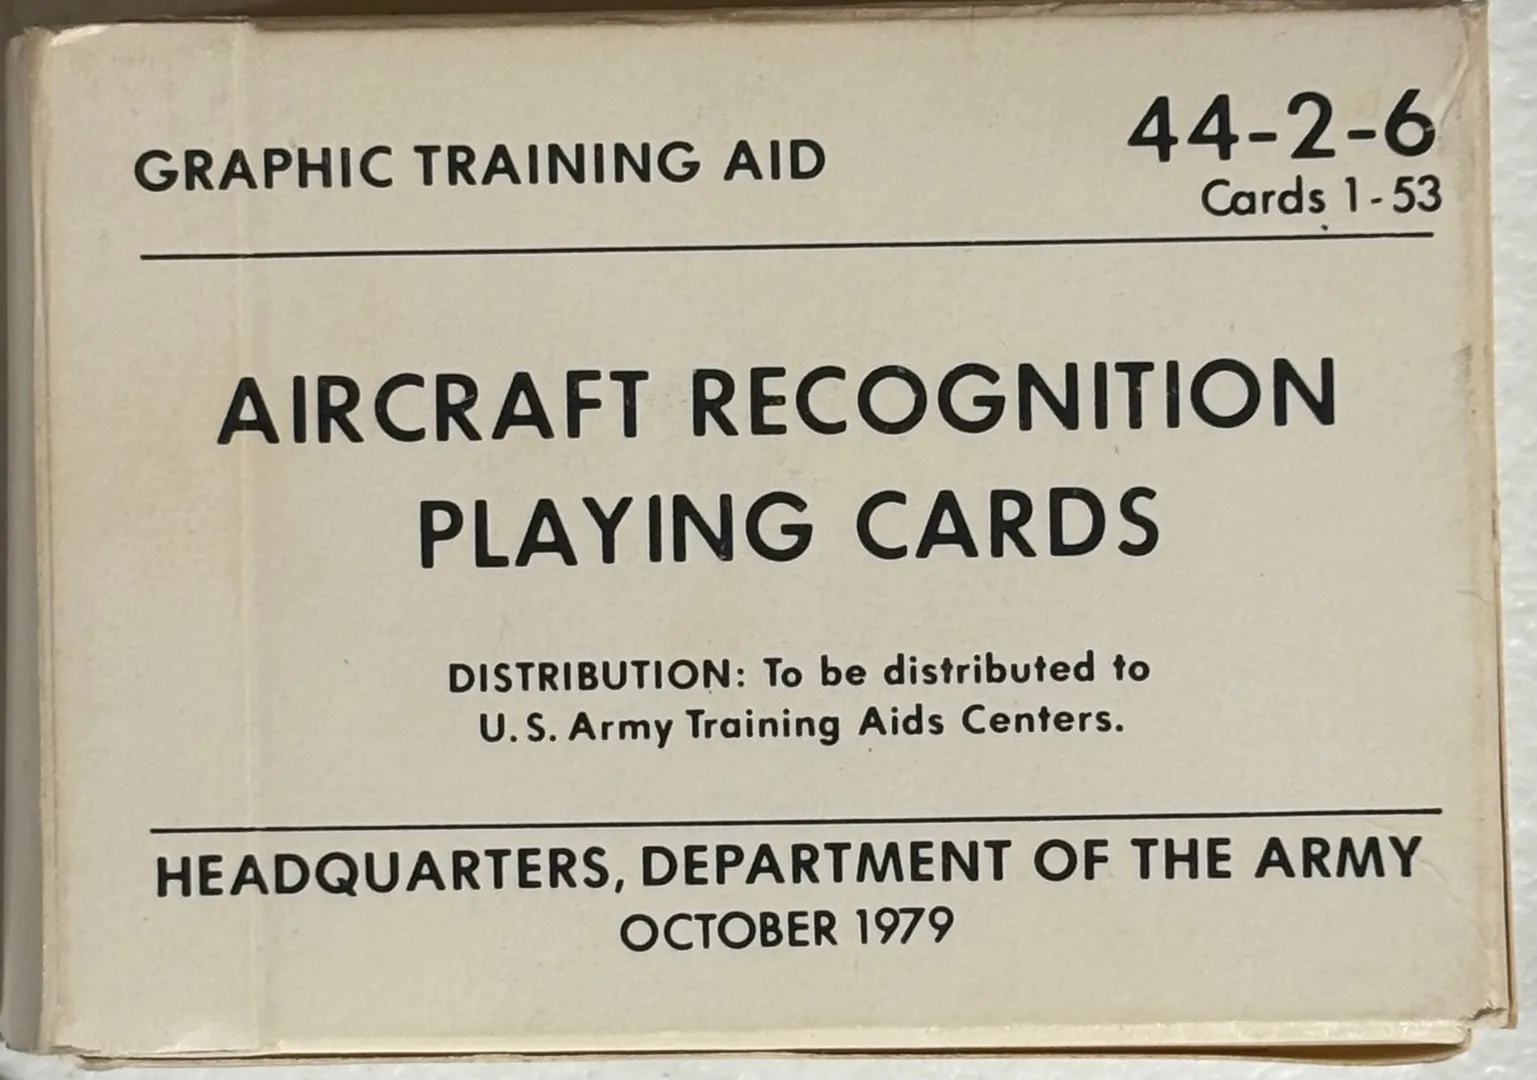 GRAPHIC TRAINING AID
44-2-6
Cards 1-53
AIRCRAFT RECOGNITION
PLAYING CARDS
DISTRIBUTION: To be distributed to
U.S. Army Training Aids Centers.
HEADQUARTERS, DEPARTMENT OF THE ARMY
OCTOBER 1979